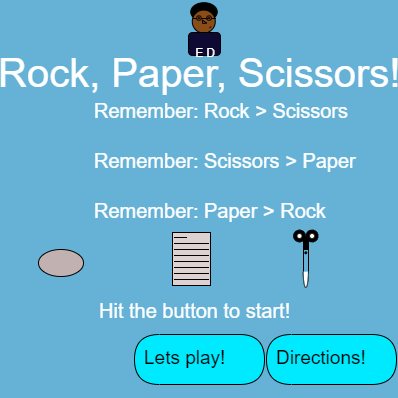 E D
Rock, Paper, Scissors!
Remember: Rock > Scissors
Remember: Scissors > Paper
Remember: Paper > Rock
Hit the button to start!
Lets play! Directions!